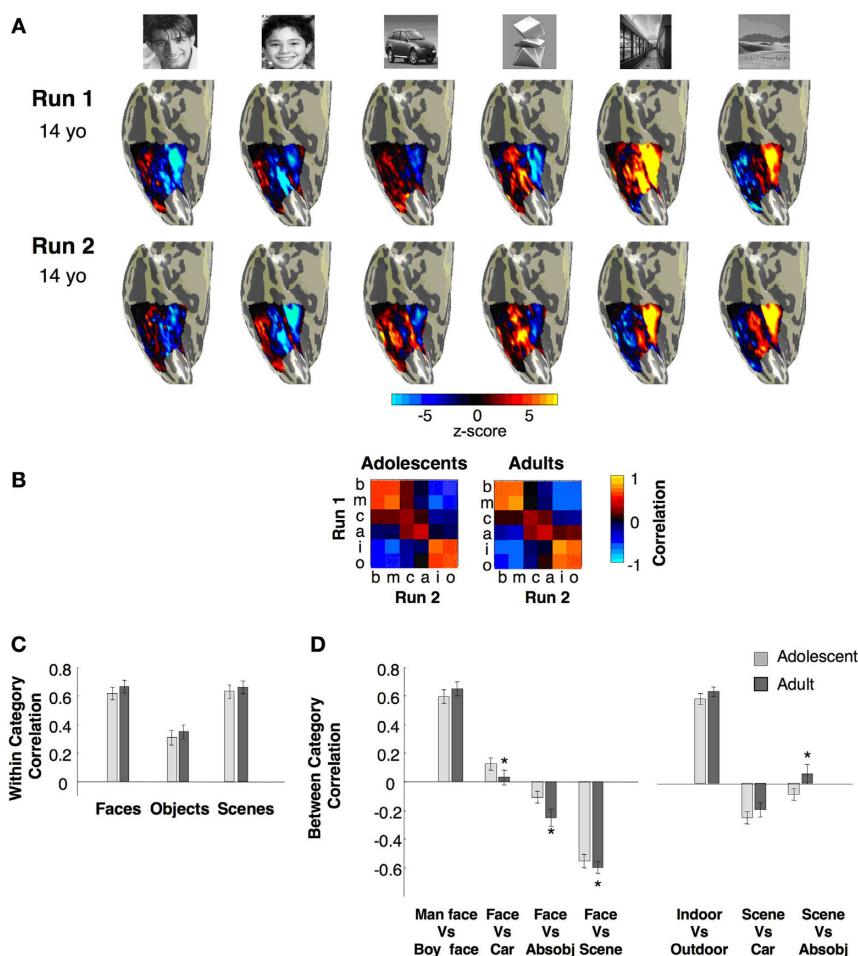 A
Run 1
14 yo
Run 2
14 yo
-5 0 5
z-score
B
Adolescents Adults
Run 1
b
m
c
a
i
o
b m c a i o
b m c a i o
Run 2
Run 2
1
0
-1
Correlation
C
Within Category
Correlation
0.8
0.6
0.4
0.2
0
Faces Objects Scenes
D
Adolescent
Adult
Between Category
Correlation
0.8
0.6
0.4
0.2
0
-0.2
-0.4
-0.6
*
*
*
*
Man face
Vs
Boy face
Face
Vs
Car
Face
Vs
Absobj
Face
Vs
Scene
Indoor
Vs
Outdoor
Scene
Vs
Car
Scene
Vs
Absobj